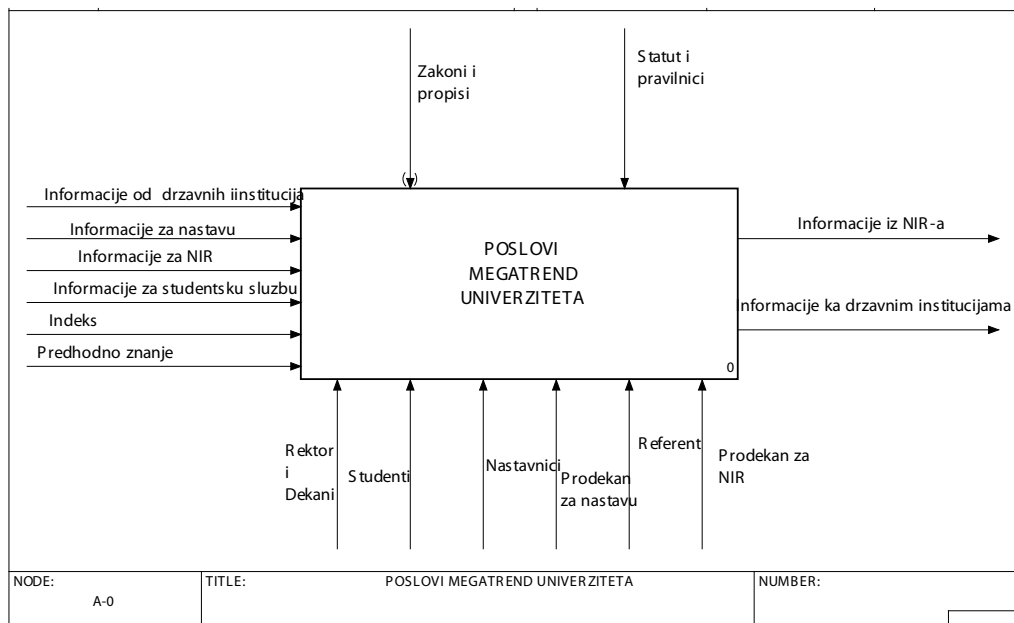 Zakoni i
propisi
Statut i
pravilnici
( )
Informacije od drzavnih iinstitucija
Informacije za nastavu
Informacije za NIR
Informacije za studentsku sluzbu
Indeks
Predhodno znanje
POSLOVI
MEGATREND
UNIVERZITETA
0
Informacije iz NIR-a
Informacije ka drzavnim institucijama
Rektor
i
Dekani
Studenti
Nastavnici
Prodekan
za nastavu
Referent
Prodekan za
NIR
NODE:
A-0
TITLE:
POSLOVI MEGATREND UNIVERZITETA
NUMBER: